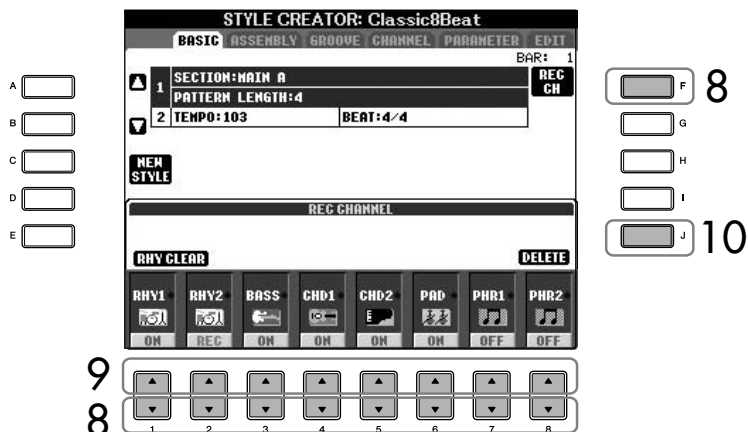 STYLE CREATOR: Classic8Beat
BASIC ASSEMBLY GROOVE CHANNEL PARAMETER EDIT
BAR: 1
1 SECTION:MAIN A
PATTERN LENGTH:4
REC CH
2 TEMPO:103 BEAT:4/4
NEW STYLE
REC CHANNEL
RHY CLEAR DELETE
RHY1 RHY2 BASS CHD1 CHD2 PAD PHR1 PHR2
ON REC ON ON ON ON OFF OFF
A
B
C
D
E
F 8
G
H
I
J 10
9
8
1 2 3 4 5 6 7 8